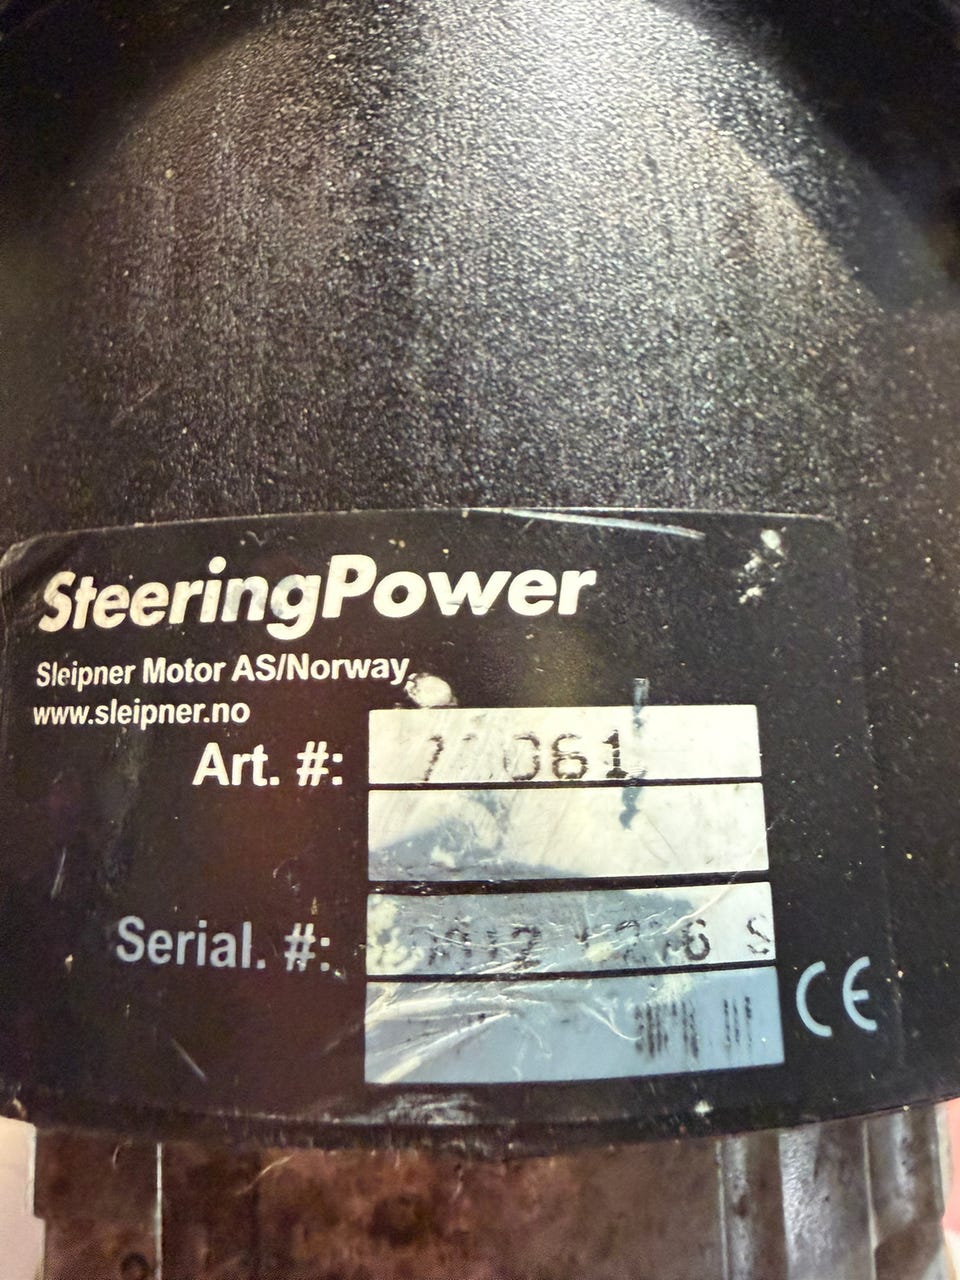 SteeringPower
Sleipner Motor AS/Norway
www.sleipner.no
Art. #:
Serial. #:
CE